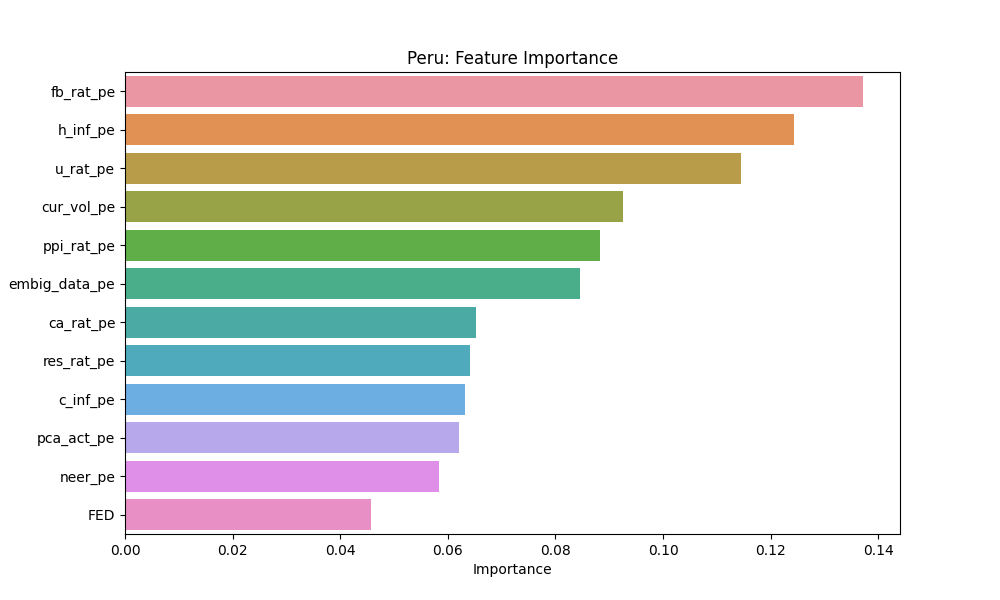 Peru: Feature Importance
fb_rat_pe
h_inf_pe
u_rat_pe
cur_vol_pe
ppi_rat_pe
embig_data_pe
ca_rat_pe
res_rat_pe
c_inf_pe
pca_act_pe
neer_pe
FED
0.00 0.02 0.04 0.06 0.08 0.10 0.12 0.14
Importance